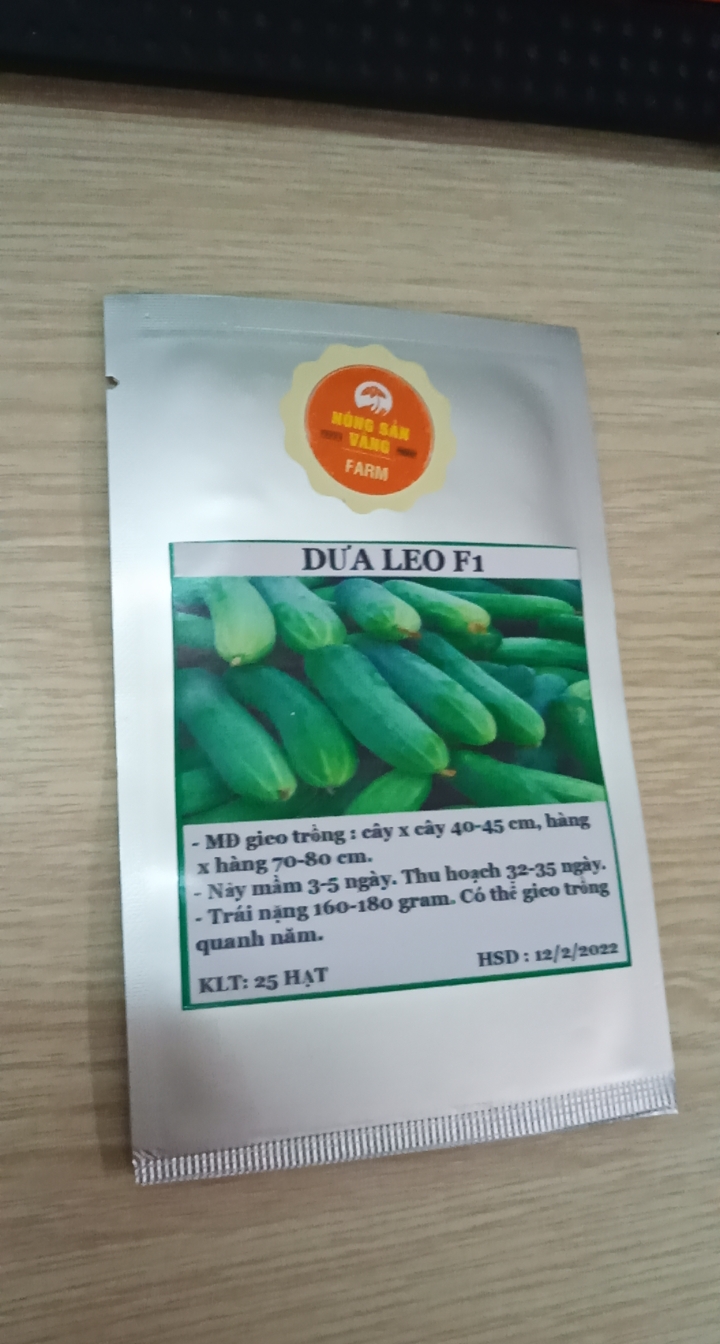 NÔNG SẢN
VÀNG
FARM
DƯA LEO F1
- MĐ gieo trồng : cây x cây 40-45 cm, hàng
x hàng 70-80 cm.
- Nảy mầm 3-5 ngày. Thu hoạch 32-35 ngày.
- Trái nặng 160-180 gram. Có thể gieo trồng
quanh năm.
KLT: 25 HẠT
HSD : 12/2/2022